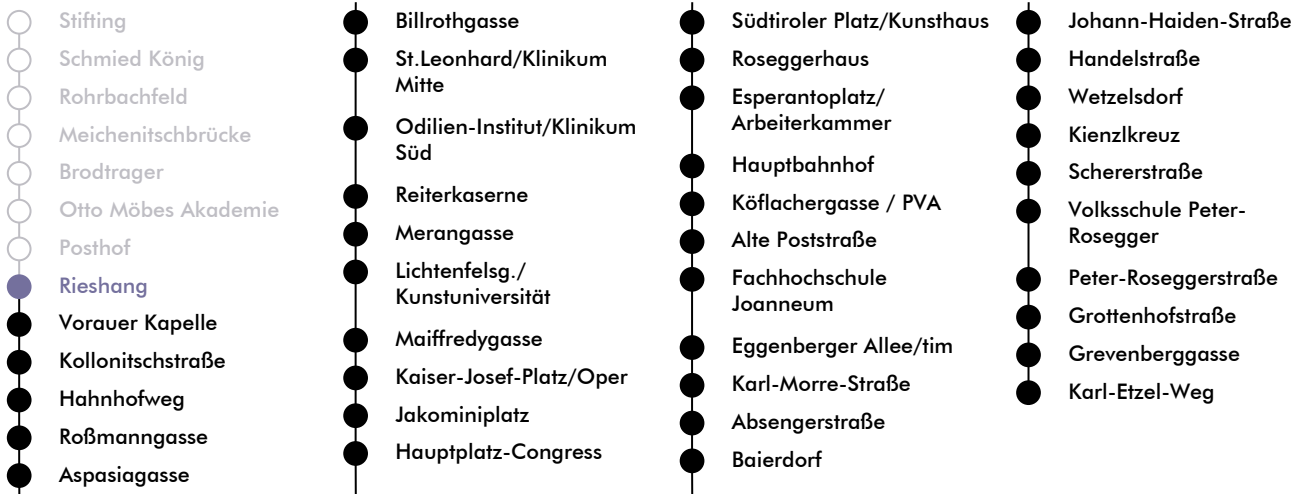 Stifting
Schmied König
Rohrbachfeld
Meichenitschbrücke
Brodtrager
Otto Möbes Akademie
Posthof
Rieshang
Vorauer Kapelle
Kollonitschstraße
Hahnhofweg
Roßmanngasse
Aspasiagasse
Billrothgasse
St.Leonhard/Klinikum
Mitte
Odilien-Institut/Klinikum
Süd
Reiterkaserne
Merangasse
Lichtenfelsg./
Kunstuniversität
Maiffredygasse
Kaiser-Josef-Platz/Oper
Jakominiplatz
Hauptplatz-Congress
Südtiroler Platz/Kunsthaus
Roseggerhaus
Esperantoplatz/
Arbeiterkammer
Hauptbahnhof
Köflachergasse / PVA
Alte Poststraße
Fachhochschule
Joanneum
Eggenberger Allee/tim
Karl-Morre-Straße
Absengerstraße
Baierdorf
Johann-Haiden-Straße
Handelstraße
Wetzelsdorf
Kienzlkreuz
Schererstraße
Volksschule Peter-
Rosegger
Peter-Roseggerstraße
Grottenhofstraße
Grevenberggasse
Karl-Etzel-Weg